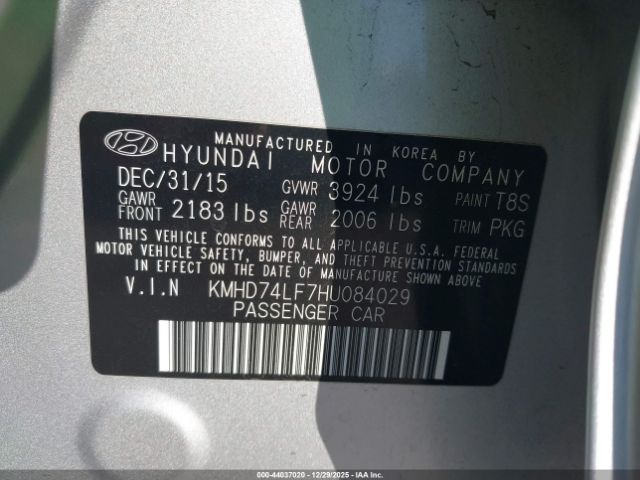 MANUFACTURED IN KOREA BY
HYUNDAI MOTOR COMPANY
DEC/31/15 GVWR 3924 lbs PAINT T8S
GAWR FRONT 2183 lbs GAWR REAR 2006 lbs TRIM PKG
THIS VEHICLE CONFORMS TO ALL APPLICABLE U.S.A. FEDERAL
MOTOR VEHICLE SAFETY, BUMPER, AND THEFT PREVENTION STANDARDS
IN EFFECT ON THE DATE OF MANUFACTURE SHOWN ABOVE
V.I.N KMHD74LF7HU084029
PASSENGER CAR
000-44037020 | 12/29/2025 - IAAI.CA